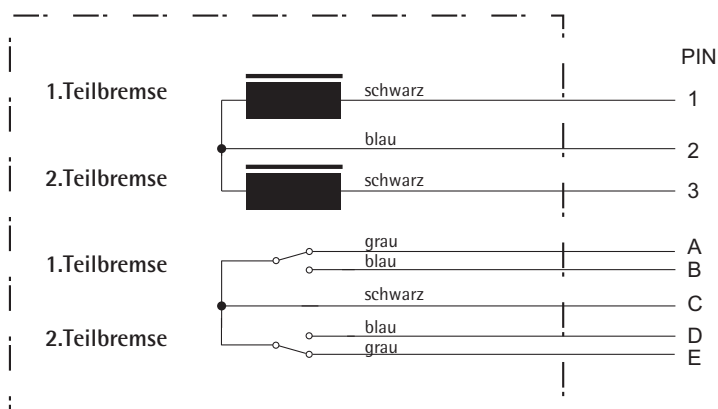 PIN
1.Teilbremse schwarz 1
blau 2
2.Teilbremse schwarz 3
grau A
1.Teilbremse blau B
schwarz C
blau D
2.Teilbremse grau E